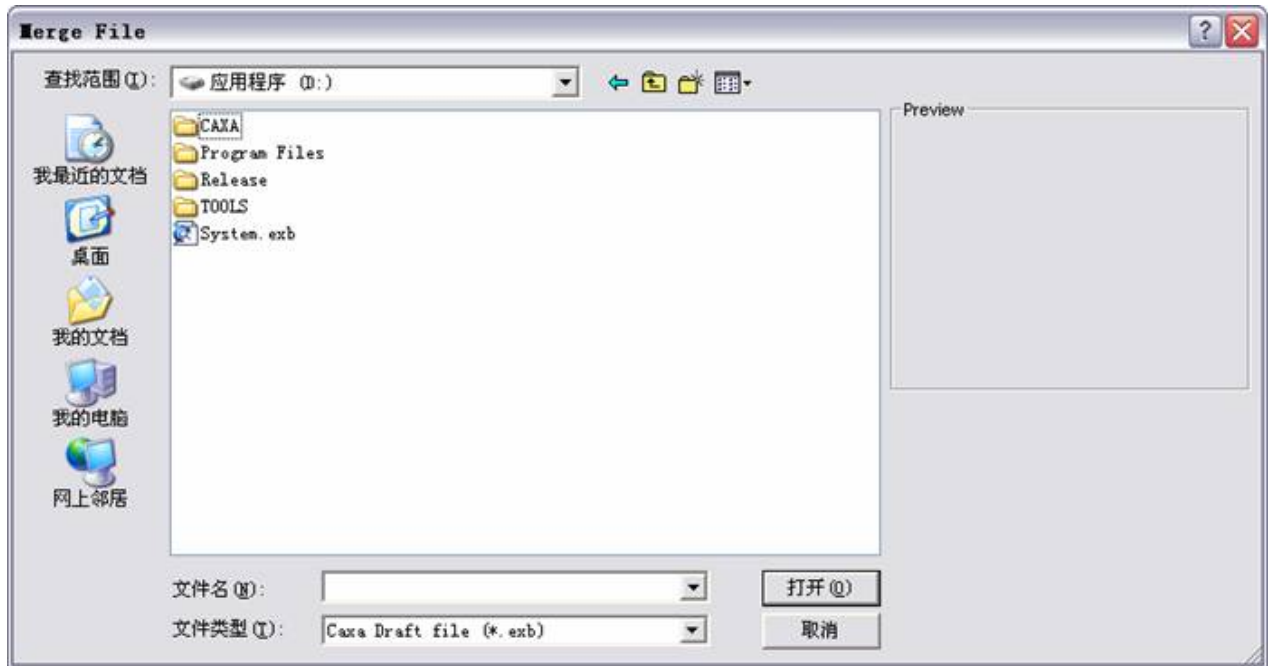 Merge File
查找范围(I):
应用程序 (D:)
Preview
我最近的文档
桌面
我的文档
我的电脑
网上邻居
CAXA
Program Files
Release
TOOLS
System.exb
文件名(N):
打开(O)
文件类型(T):
Caxa Draft file (*.exb)
取消